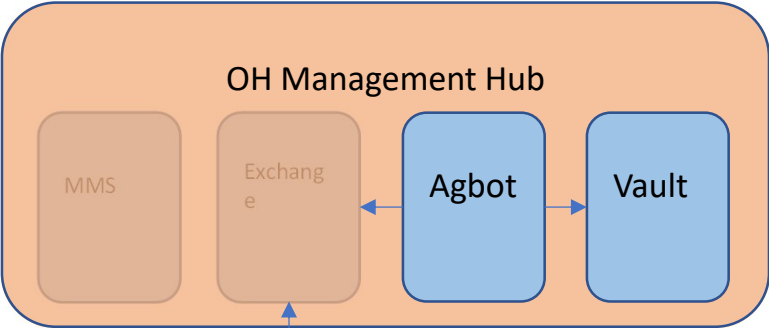 OH Management Hub
MMS
Exchang
e
Agbot
Vault